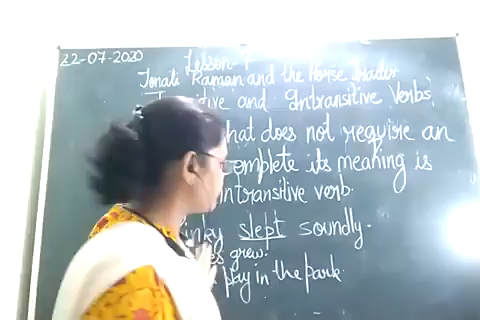 22-07-2020
Lesson-1
Tenali Raman and the Horse Trader
and Intransitive Verbs
that does not require an
complete its meaning is
intransitive verb.
slept soundly.
grew.
play in the park.